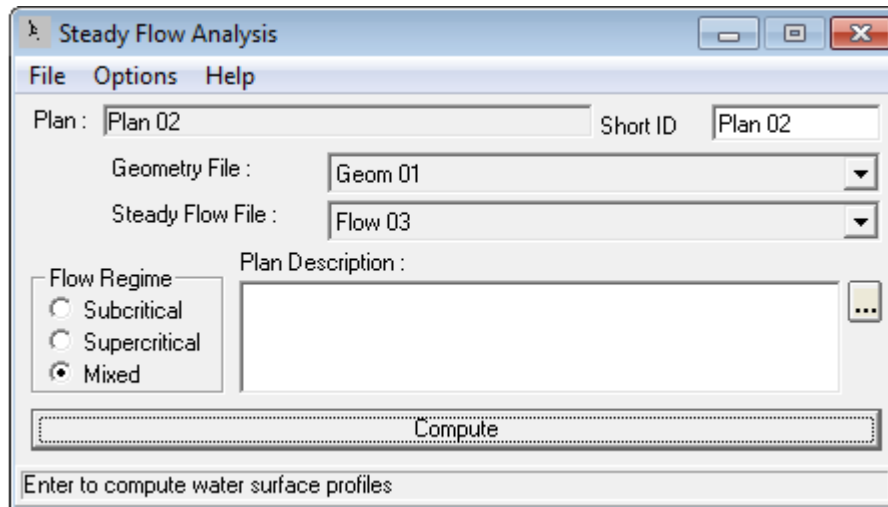 Steady Flow Analysis
File Options Help
Plan : Plan 02 Short ID Plan 02
Geometry File : Geom 01
Steady Flow File : Flow 03
Plan Description :
Flow Regime
Subcritical
Supercritical
Mixed
...
Compute
Enter to compute water surface profiles